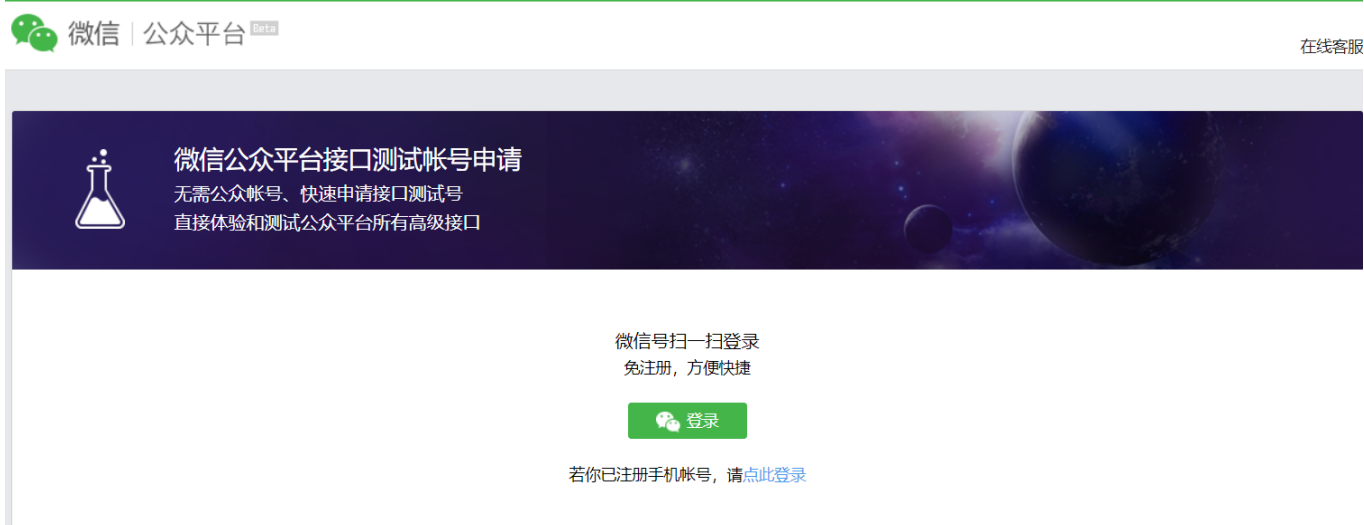 微信 | 公众平台 Beta
在线客服
微信公众平台接口测试帐号申请
无需公众帐号、快速申请接口测试号
直接体验和测试公众平台所有高级接口
微信号扫一扫登录
免注册，方便快捷
登录
若你已注册手机帐号，请点此登录